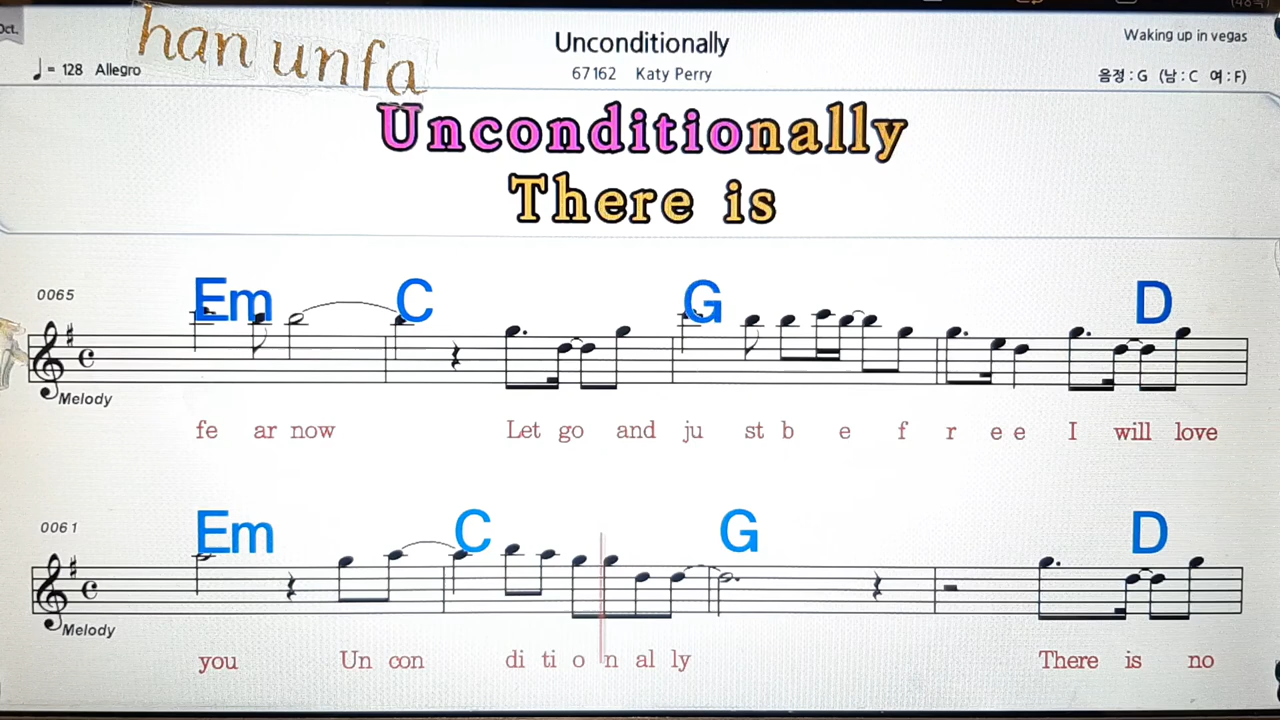 Oct.
han unfa
Unconditionally
Waking up in vegas
♩ = 128 Allegro
67162 Katy Perry
음정 : G (남 : C 여 : F)
Unconditionally
There is
0065
Em C G D
Melody
fe ar now Let go and ju st b e f r e e I will love
0061
Em C G D
Melody
you Un con di ti o n al ly There is no